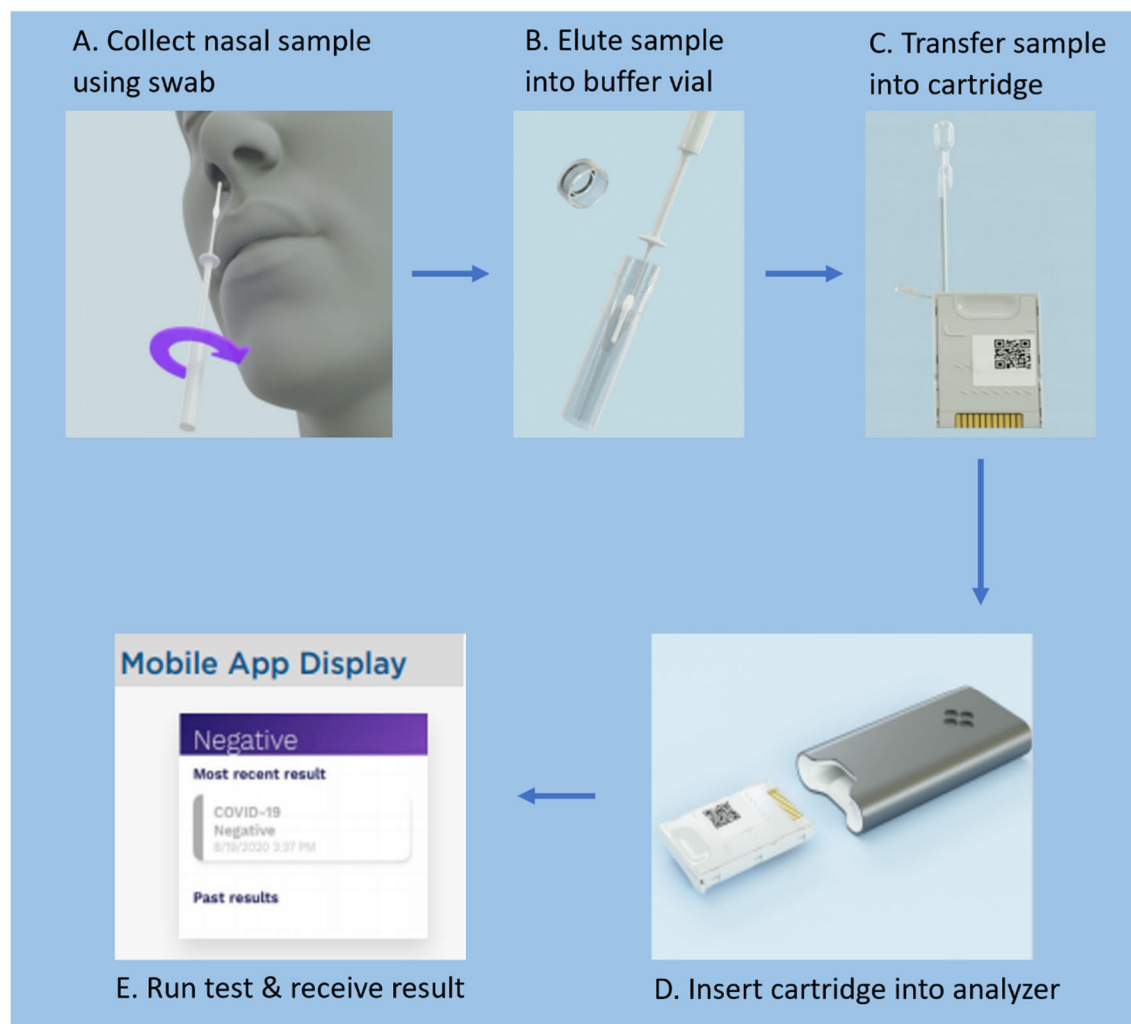 A. Collect nasal sample
using swab
B. Elute sample
into buffer vial
C. Transfer sample
into cartridge
Mobile App Display
Negative
Most recent result
COVID-19
Negative
8/19/2020 3:37 PM
Past results
E. Run test & receive result
D. Insert cartridge into analyzer